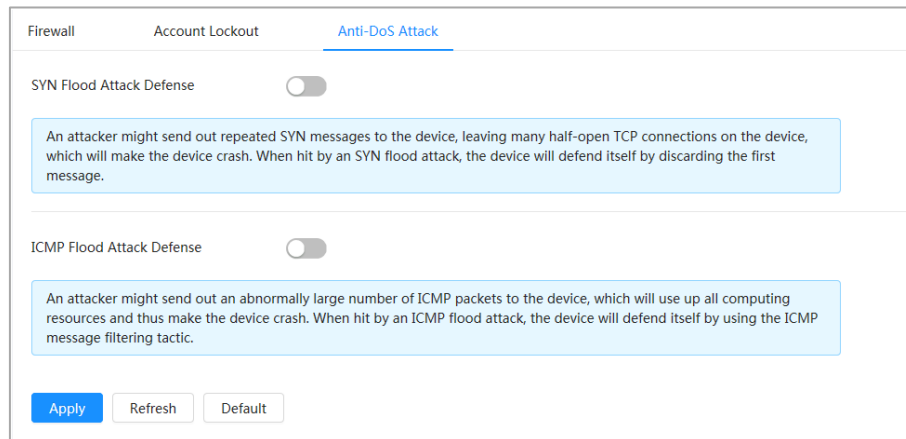 Firewall Account Lockout Anti-DoS Attack
SYN Flood Attack Defense
An attacker might send out repeated SYN messages to the device, leaving many half-open TCP connections on the device,
which will make the device crash. When hit by an SYN flood attack, the device will defend itself by discarding the first
message.
ICMP Flood Attack Defense
An attacker might send out an abnormally large number of ICMP packets to the device, which will use up all computing
resources and thus make the device crash. When hit by an ICMP flood attack, the device will defend itself by using the ICMP
message filtering tactic.
Apply Refresh Default